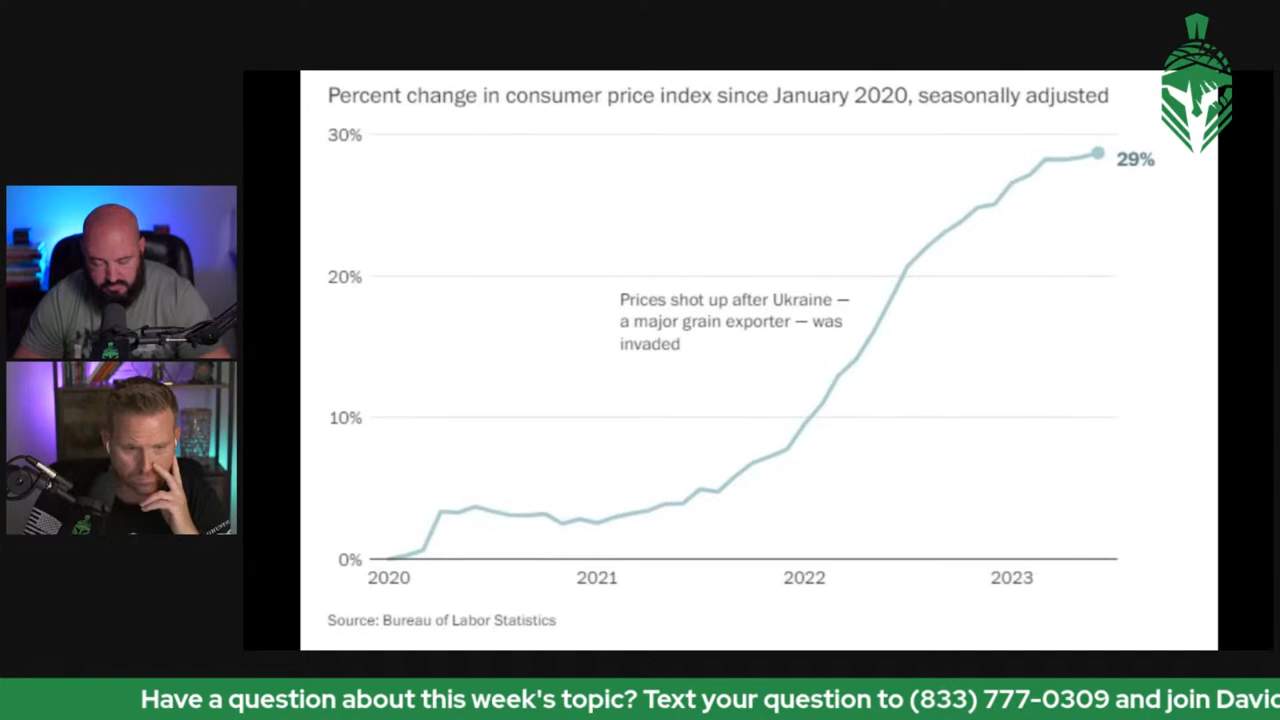 Percent change in consumer price index since January 2020, seasonally adjusted
30%
29%
20%
Prices shot up after Ukraine —
a major grain exporter — was
invaded
10%
0%
2020 2021 2022 2023
Source: Bureau of Labor Statistics
Have a question about this week's topic? Text your question to (833) 777-0309 and join David